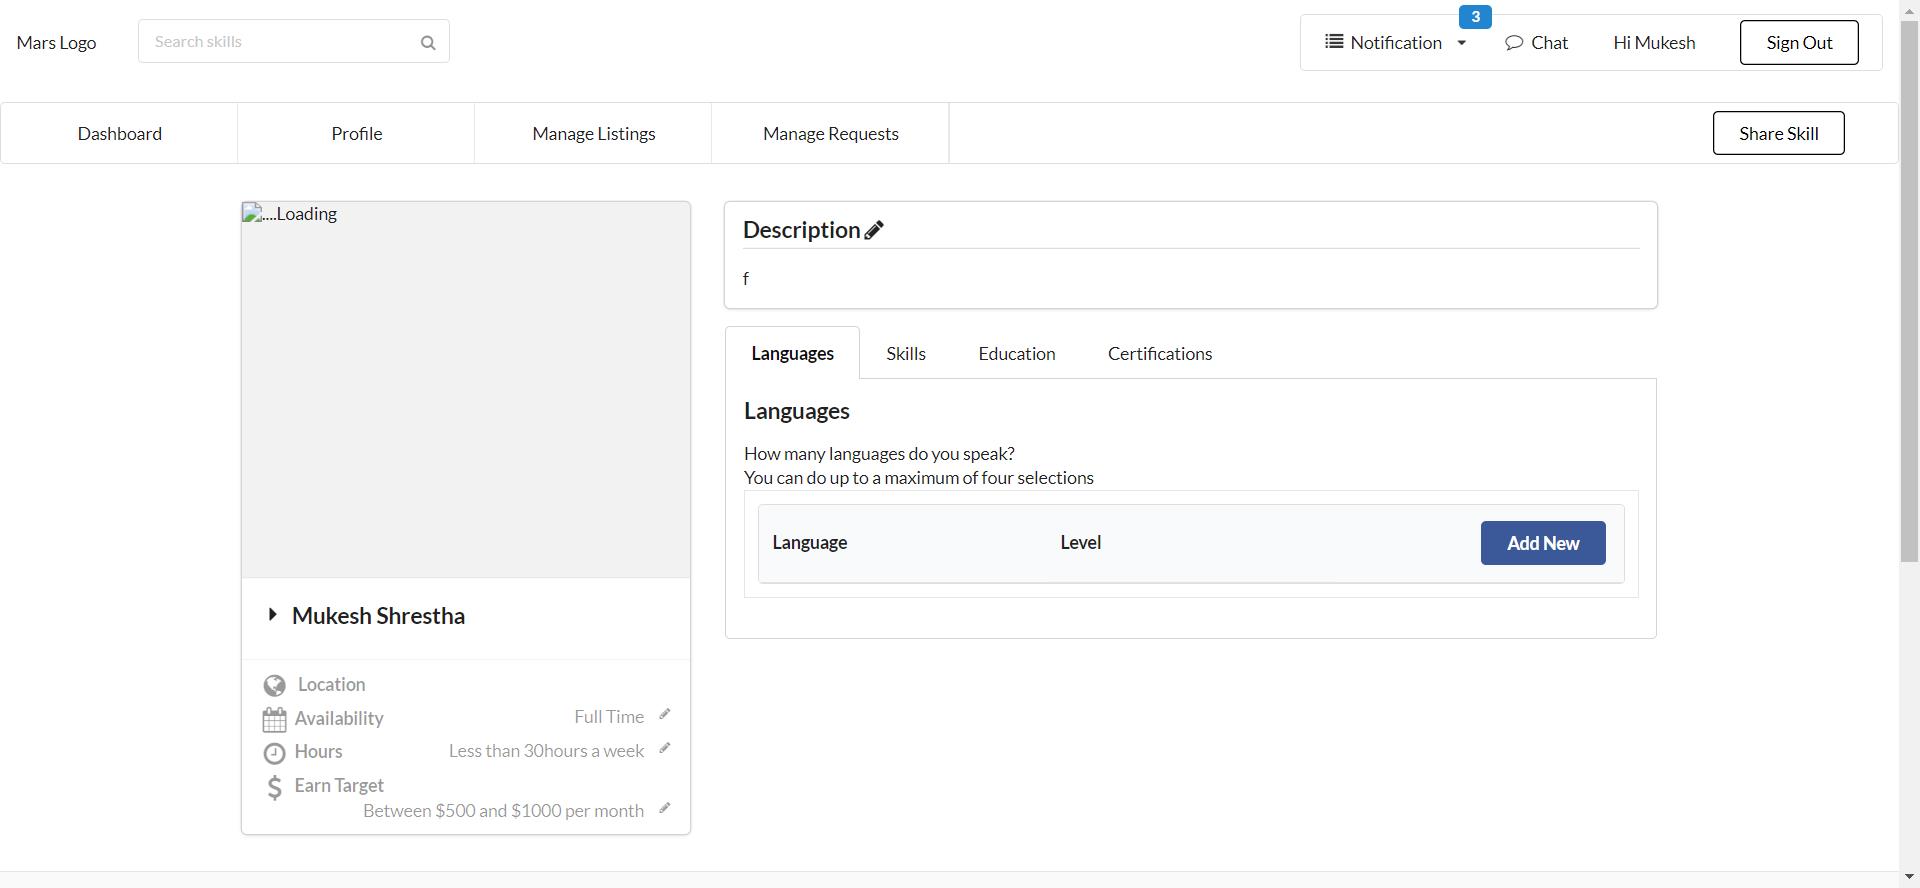 Mars Logo
Search skills
3
Notification
Chat
Hi Mukesh
Sign Out
Dashboard
Profile
Manage Listings
Manage Requests
Share Skill
....Loading
Mukesh Shrestha
Location
Availability Full Time
Hours Less than 30hours a week
Earn Target
Between $500 and $1000 per month
Description
f
Languages
Skills
Education
Certifications
Languages
How many languages do you speak?
You can do up to a maximum of four selections
Language Level Add New